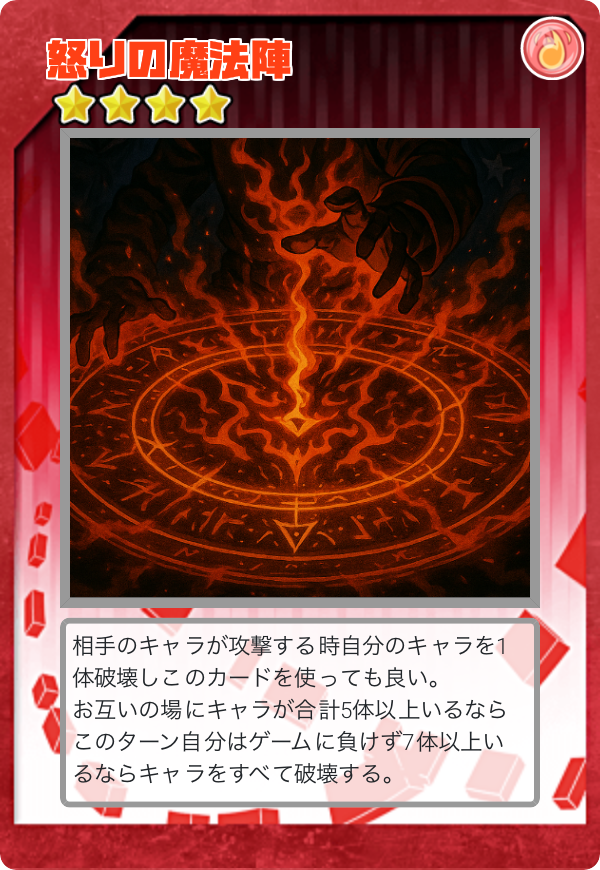 怒りの魔法陣
相手のキャラが攻撃する時自分のキャラを1
体破壊しこのカードを使っても良い。
お互いの場にキャラが合計5体以上いるなら
このターン自分はゲームに負けず7体以上い
るならキャラをすべて破壊する。